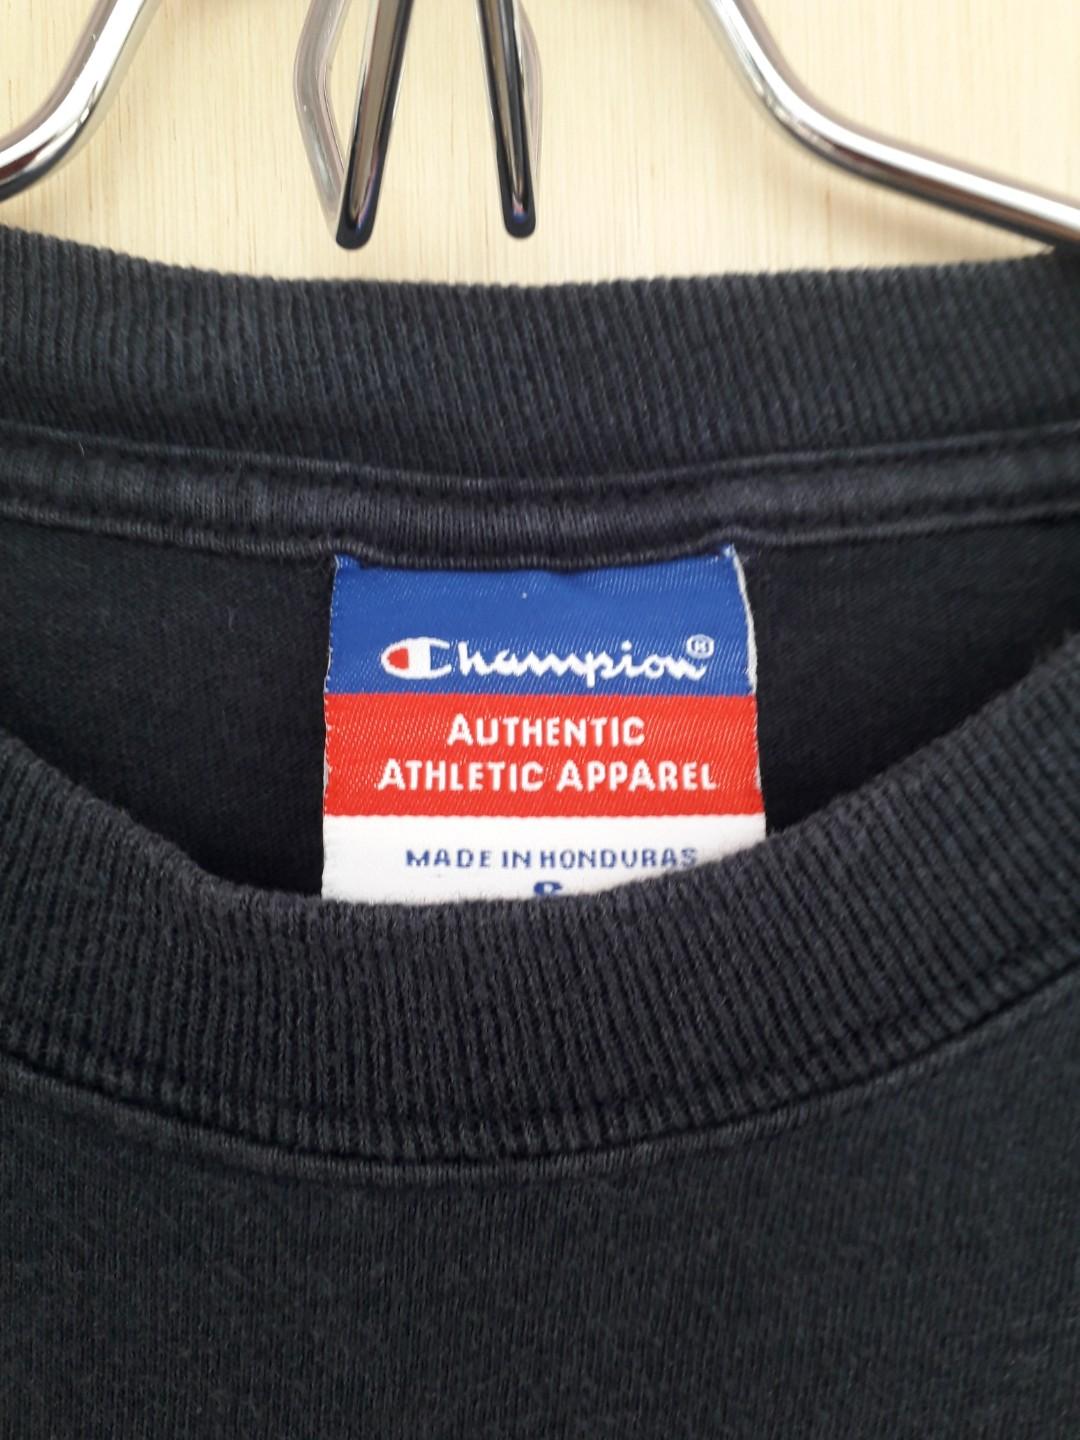 Champion®
AUTHENTIC
ATHLETIC APPAREL
MADE IN HONDURAS